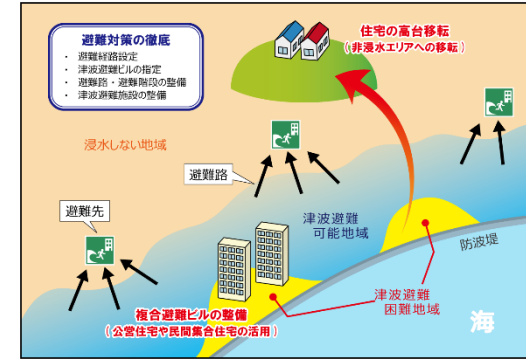 避難対策の徹底
・ 避難経路設定
・ 津波避難ビルの指定
・ 避難路・避難階段の整備
・ 津波避難施設の整備
住宅の高台移転
（非浸水エリアへの移転）
浸水しない地域
避難路
避難先
津波避難
可能地域
防波堤
津波避難
困難地域
海
複合避難ビルの整備
（公営住宅や民間集合住宅の活用）